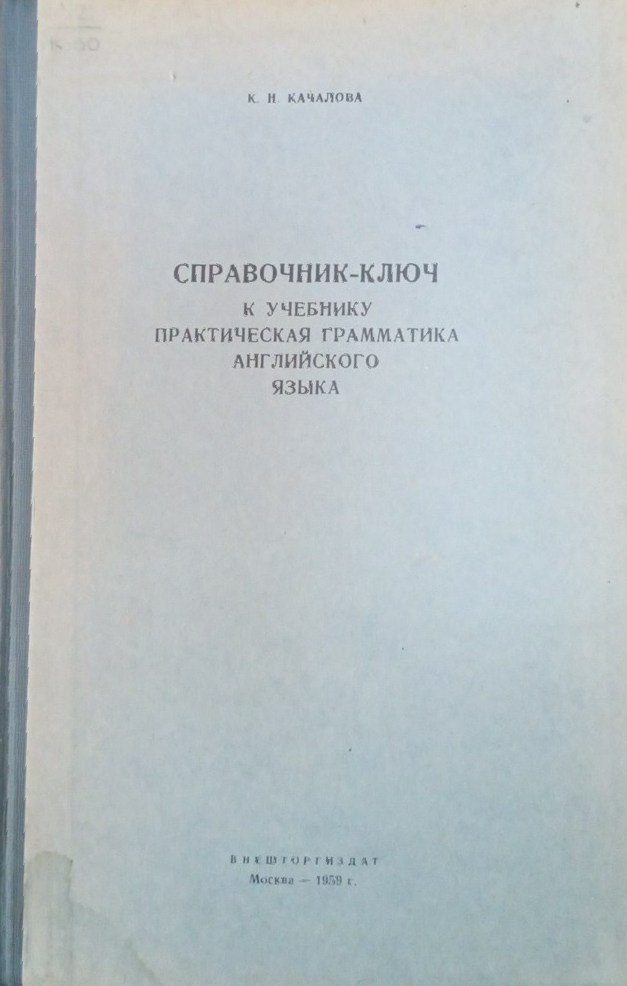 К. Н. КАЧАЛОВА
СПРАВОЧНИК-КЛЮЧ
К УЧЕБНИКУ
ПРАКТИЧЕСКАЯ ГРАММАТИКА
АНГЛИЙСКОГО
ЯЗЫКА
ВНЕШТОРГИЗДАТ
Москва — 1959 г.